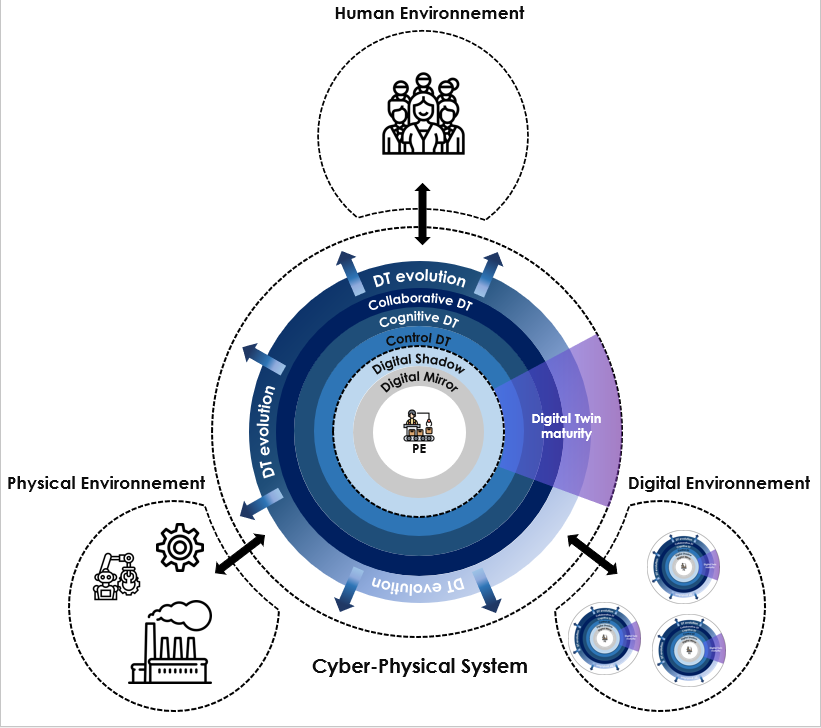 Human Environnement
DT evolution
Collaborative DT
Cognitive DT
Control DT
Digital Shadow
Digital Mirror
PE
DT evolution
Digital Twin
maturity
Physical Environnement
Digital Environnement
DT evolution
Cyber-Physical System